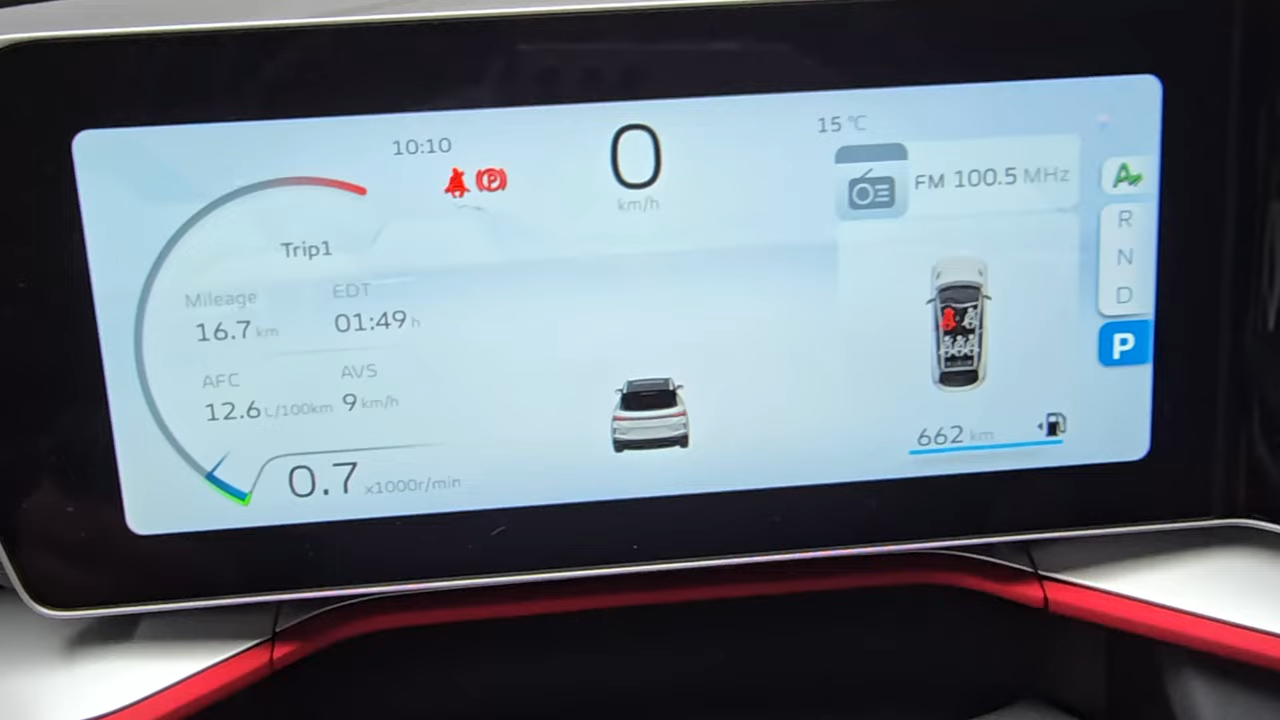 10:10
0
km/h
15 ℃
FM 100.5 MHz
Trip1
Mileage
EDT
16.7 km
01:49 h
AFC
AVS
12.6 L/100km
9 km/h
0.7 x1000r/min
A
R
N
D
P
662 km